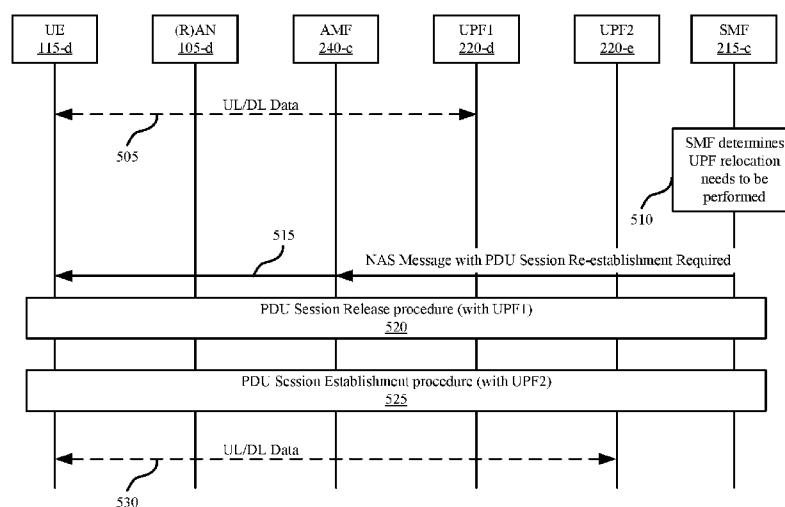 UE
115-d
(R)AN
105-d
AMF
240-c
UPF1
220-d
UPF2
220-e
SMF
215-c
UL/DL Data
505
SMF determines
UPF relocation
needs to be
performed
510
515
NAS Message with PDU Session Re-establishment Required
PDU Session Release procedure (with UPF1)
520
PDU Session Establishment procedure (with UPF2)
525
UL/DL Data
530